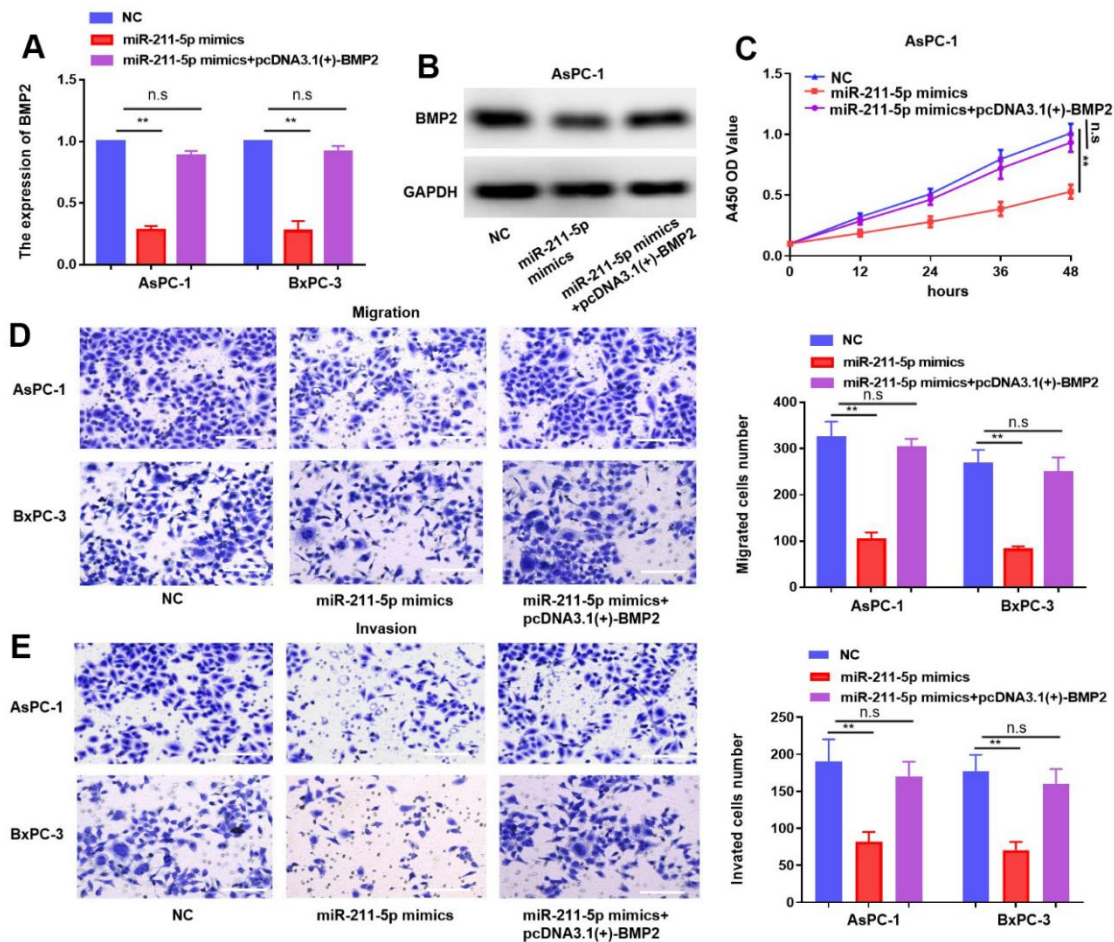 A
NC
miR-211-5p mimics
miR-211-5p mimics+pcDNA3.1(+)-BMP2
The expression of BMP2
1.5
1.0
0.5
0.0
n.s
**
n.s
**
AsPC-1
BxPC-3
B
AsPC-1
BMP2
GAPDH
NC
miR-211-5p
mimics
miR-211-5p mimics
+pcDNA3.1(+)-BMP2
C
AsPC-1
NC
miR-211-5p mimics
miR-211-5p mimics+pcDNA3.1(+)-BMP2
A450 OD Value
1.5
1.0
0.5
0.0
0
12
24
36
48
hours
n.s
**
D
Migration
AsPC-1
BxPC-3
NC
miR-211-5p mimics
miR-211-5p mimics+
pcDNA3.1(+)-BMP2
NC
miR-211-5p mimics
miR-211-5p mimics+pcDNA3.1(+)-BMP2
Migrated cells number
400
300
200
100
0
n.s
**
n.s
**
AsPC-1
BxPC-3
E
Invasion
AsPC-1
BxPC-3
NC
miR-211-5p mimics
miR-211-5p mimics+
pcDNA3.1(+)-BMP2
NC
miR-211-5p mimics
miR-211-5p mimics+pcDNA3.1(+)-BMP2
Invated cells number
250
200
150
100
50
0
n.s
**
n.s
**
AsPC-1
BxPC-3